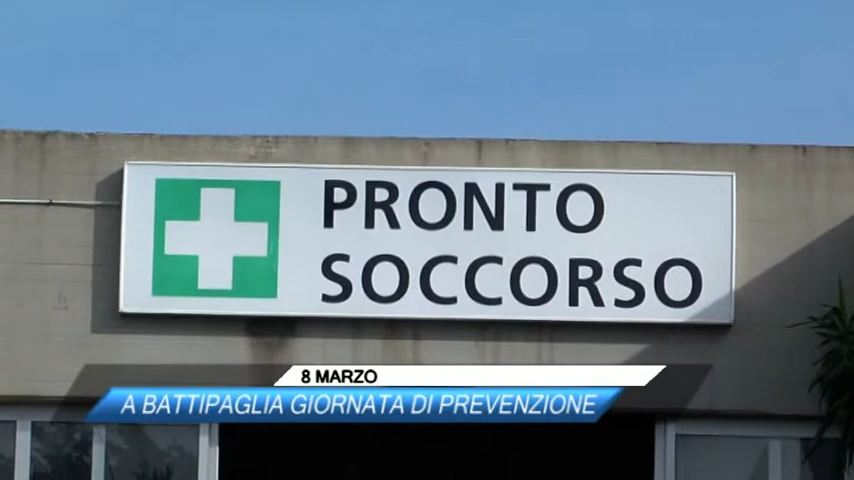 PRONTO
SOCCORSO
8 MARZO
A BATTIPAGLIA GIORNATA DI PREVENZIONE